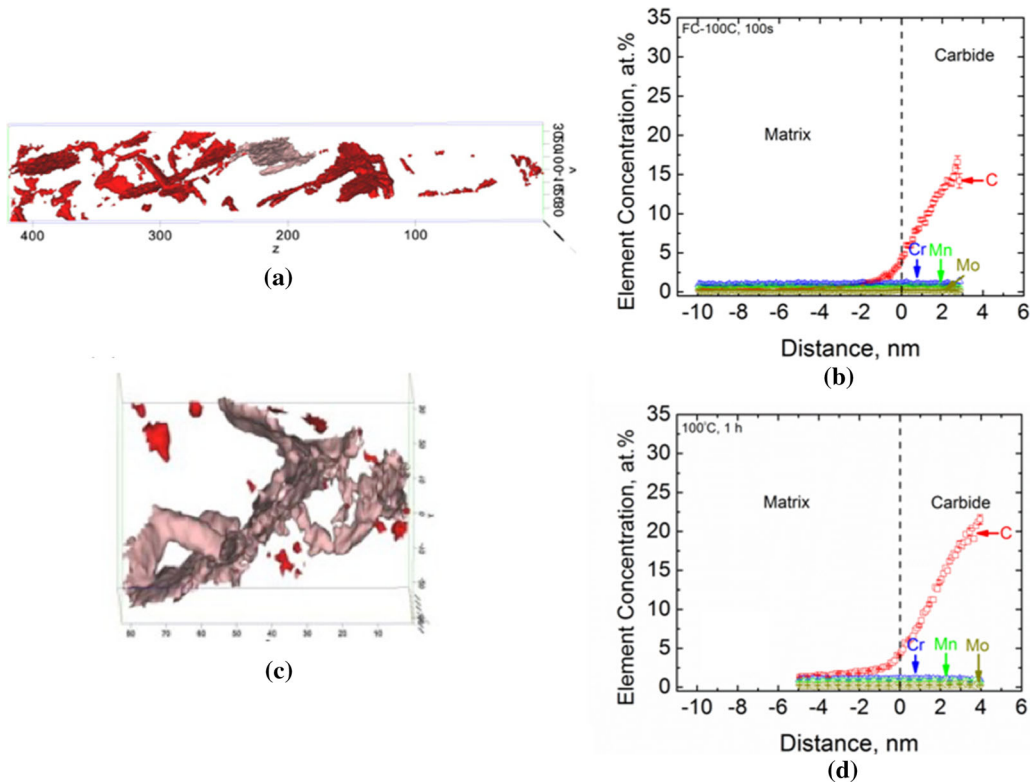 400
300
200
100
z
(a)
FC-100C, 100s
Carbide
Matrix
C
Cr
Mn
Mo
Element Concentration, at.%
35
30
25
20
15
10
5
0
-10 -8 -6 -4 -2 0 2 4 6
Distance, nm
(b)
80 70 60 50 40 30 20 10
(c)
100°C, 1 h
Matrix
Carbide
C
Cr
Mn
Mo
Element Concentration, at.%
35
30
25
20
15
10
5
0
-10 -8 -6 -4 -2 0 2 4 6
Distance, nm
(d)